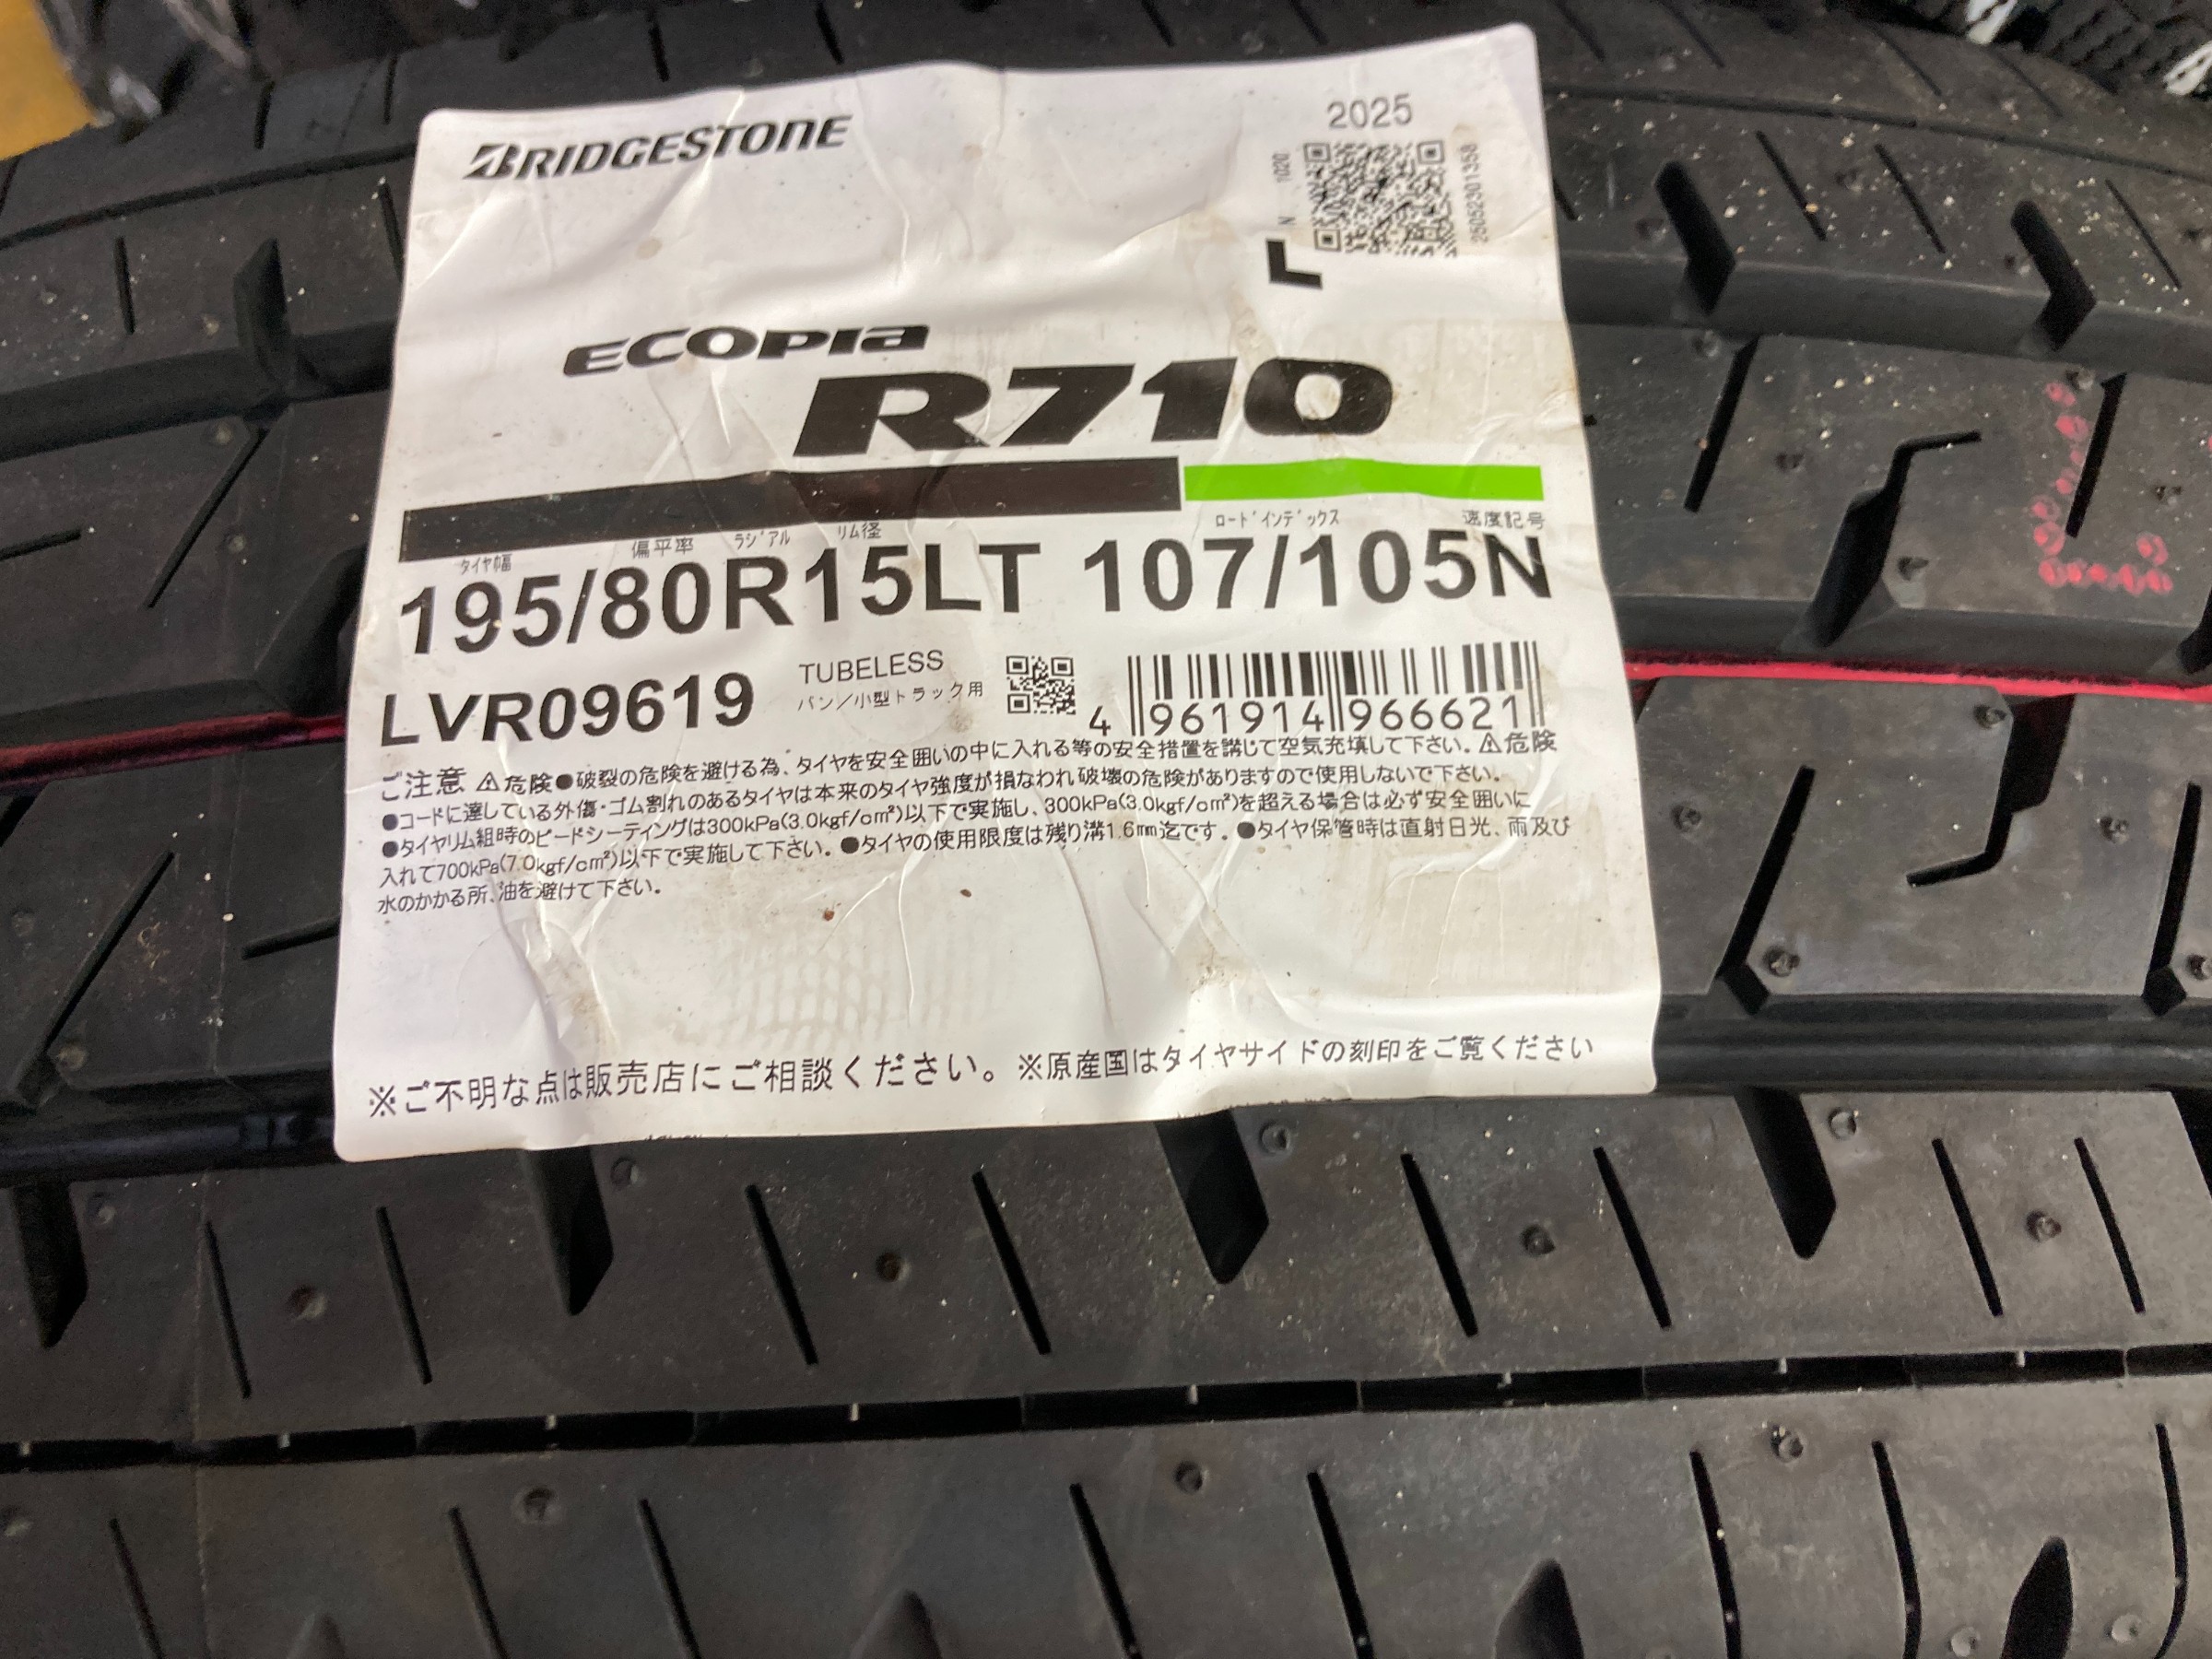 BRIDGESTONE
2025
N 1020
25052301358
L
ECOPIA
R710
タイヤ幅 偏平率 ラジアル リム径 ロードインデックス 速度記号
195/80R15LT 107/105N
LVR09619
TUBELESS
バン/小型トラック用
4 961914 966621
ご注意 ⚠危険●破裂の危険を避ける為、タイヤを安全囲いの中に入れる等の安全措置を講じて空気充填して下さい。⚠危険
●コードに達している外傷・ゴム割れのあるタイヤは本来のタイヤ強度が損なわれ破壊の危険がありますので使用しないで下さい。
●タイヤリム組時のビードシーティングは300kPa(3.0kgf/cm²)以下で実施し、300kPa(3.0kgf/cm²)を超える場合は必ず安全囲いに
入れて700kPa(7.0kgf/cm²)以下で実施して下さい。●タイヤの使用限度は残り溝1.6mm迄です。●タイヤ保管時は直射日光、雨及び
水のかかる所、油を避けて下さい。
※ご不明な点は販売店にご相談ください。※原産国はタイヤサイドの刻印をご覧ください